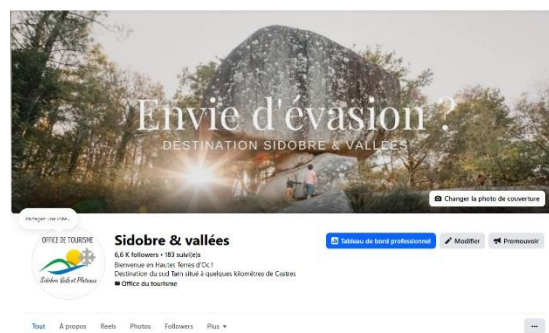 Envie d'évasion ?
DESTINATION SIDOBRE & VALLÉES
Changer la photo de couverture
OFFICE DE TOURISME
Sidobre Vals et Plateaux
Sidobre & vallées
6,6 K followers • 183 suivi(e)s
Bienvenue en Hautes Terres d'Oc !
Destination du sud Tarn situé à quelques kilomètres de Castres
Office du tourisme
Tableau de bord professionnel
Modifier
Promouvoir
Tout À propos Reels Photos Followers Plus